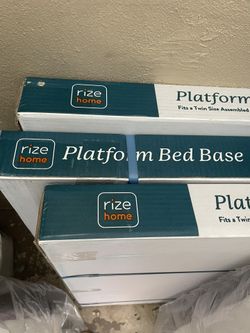 rize
home
Platform
Fits a Twin Size Assembled
rize
home
Platform Bed Base
rize
home
Plat
Fits a Twin